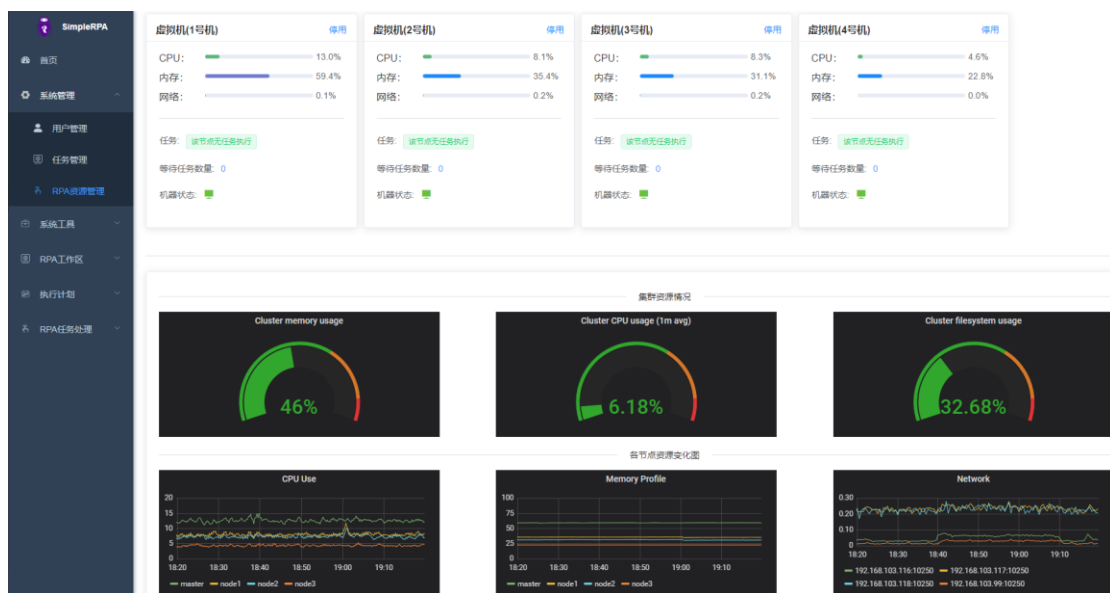 SimpleRPA
首页
系统管理
用户管理
任务管理
RPA资源管理
系统工具
RPA工作区
执行计划
RPA任务处理
虚拟机(1号机) 停用
CPU: 13.0%
内存: 59.4%
网络: 0.1%
任务: 该节点无任务执行
等待任务数量: 0
机器状态:
虚拟机(2号机) 停用
CPU: 8.1%
内存: 35.4%
网络: 0.2%
任务: 该节点无任务执行
等待任务数量: 0
机器状态:
虚拟机(3号机) 停用
CPU: 8.3%
内存: 31.1%
网络: 0.2%
任务: 该节点无任务执行
等待任务数量: 0
机器状态:
虚拟机(4号机) 停用
CPU: 4.6%
内存: 22.8%
网络: 0.0%
任务: 该节点无任务执行
等待任务数量: 0
机器状态:
集群资源情况
Cluster memory usage
46%
Cluster CPU usage (1m avg)
6.18%
Cluster filesystem usage
32.68%
各节点资源变化图
CPU Use
20
15
10
5
0
18:20 18:30 18:40 18:50 19:00 19:10
master node1 node2 node3
Memory Profile
100
75
50
25
0
18:20 18:30 18:40 18:50 19:00 19:10
master node1 node2 node3
Network
0.30
0.20
0.10
0
18:20 18:30 18:40 18:50 19:00 19:10
192.168.103.116:10250 192.168.103.117:10250
192.168.103.118:10250 192.168.103.99:10250